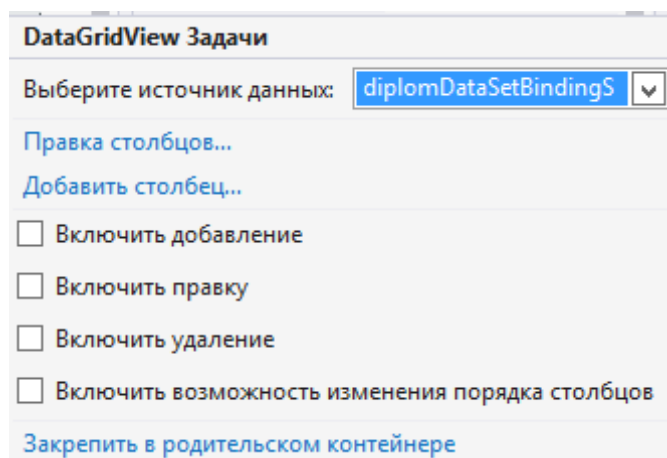 DataGridView Задачи
Выберите источник данных: diplomDataSetBindingS
Правка столбцов...
Добавить столбец...
Включить добавление
Включить правку
Включить удаление
Включить возможность изменения порядка столбцов
Закрепить в родительском контейнере